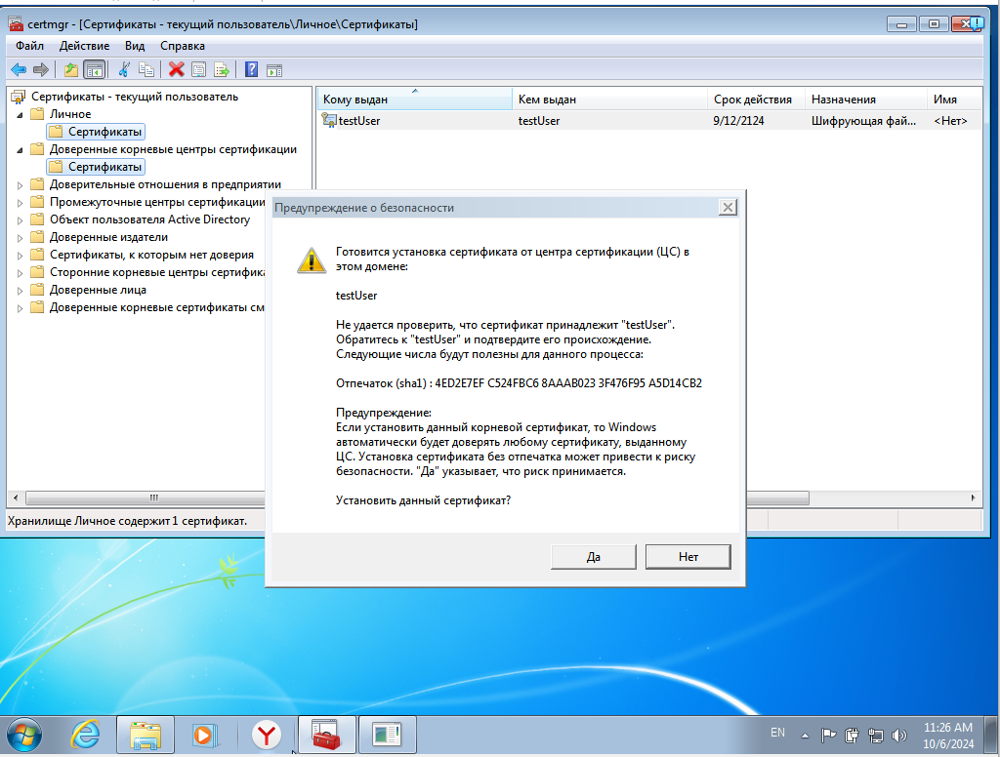 certmgr - [Сертификаты - текущий пользователь\Личное\Сертификаты]
Файл Действие Вид Справка
Сертификаты - текущий пользователь
Личное
Сертификаты
Доверенные корневые центры сертификации
Сертификаты
Доверительные отношения в предприятии
Промежуточные центры сертификации
Объект пользователя Active Directory
Доверенные издатели
Сертификаты, к которым нет доверия
Сторонние корневые центры сертифика
Доверенные лица
Доверенные корневые сертификаты см
Кому выдан Кем выдан Срок действия Назначения Имя
testUser testUser 9/12/2124 Шифрующая фай... <Нет>
Предупреждение о безопасности
Готовится установка сертификата от центра сертификации (ЦС) в
этом домене:
testUser
Не удается проверить, что сертификат принадлежит "testUser".
Обратитесь к "testUser" и подтвердите его происхождение.
Следующие числа будут полезны для данного процесса:
Отпечаток (sha1) : 4ED2E7EF C524FBC6 8AAAB023 3F476F95 A5D14CB2
Предупреждение:
Если установить данный корневой сертификат, то Windows
автоматически будет доверять любому сертификату, выданному
ЦС. Установка сертификата без отпечатка может привести к риску
безопасности. "Да" указывает, что риск принимается.
Установить данный сертификат?
Да Нет
Хранилище Личное содержит 1 сертификат.
EN
11:26 AM
10/6/2024